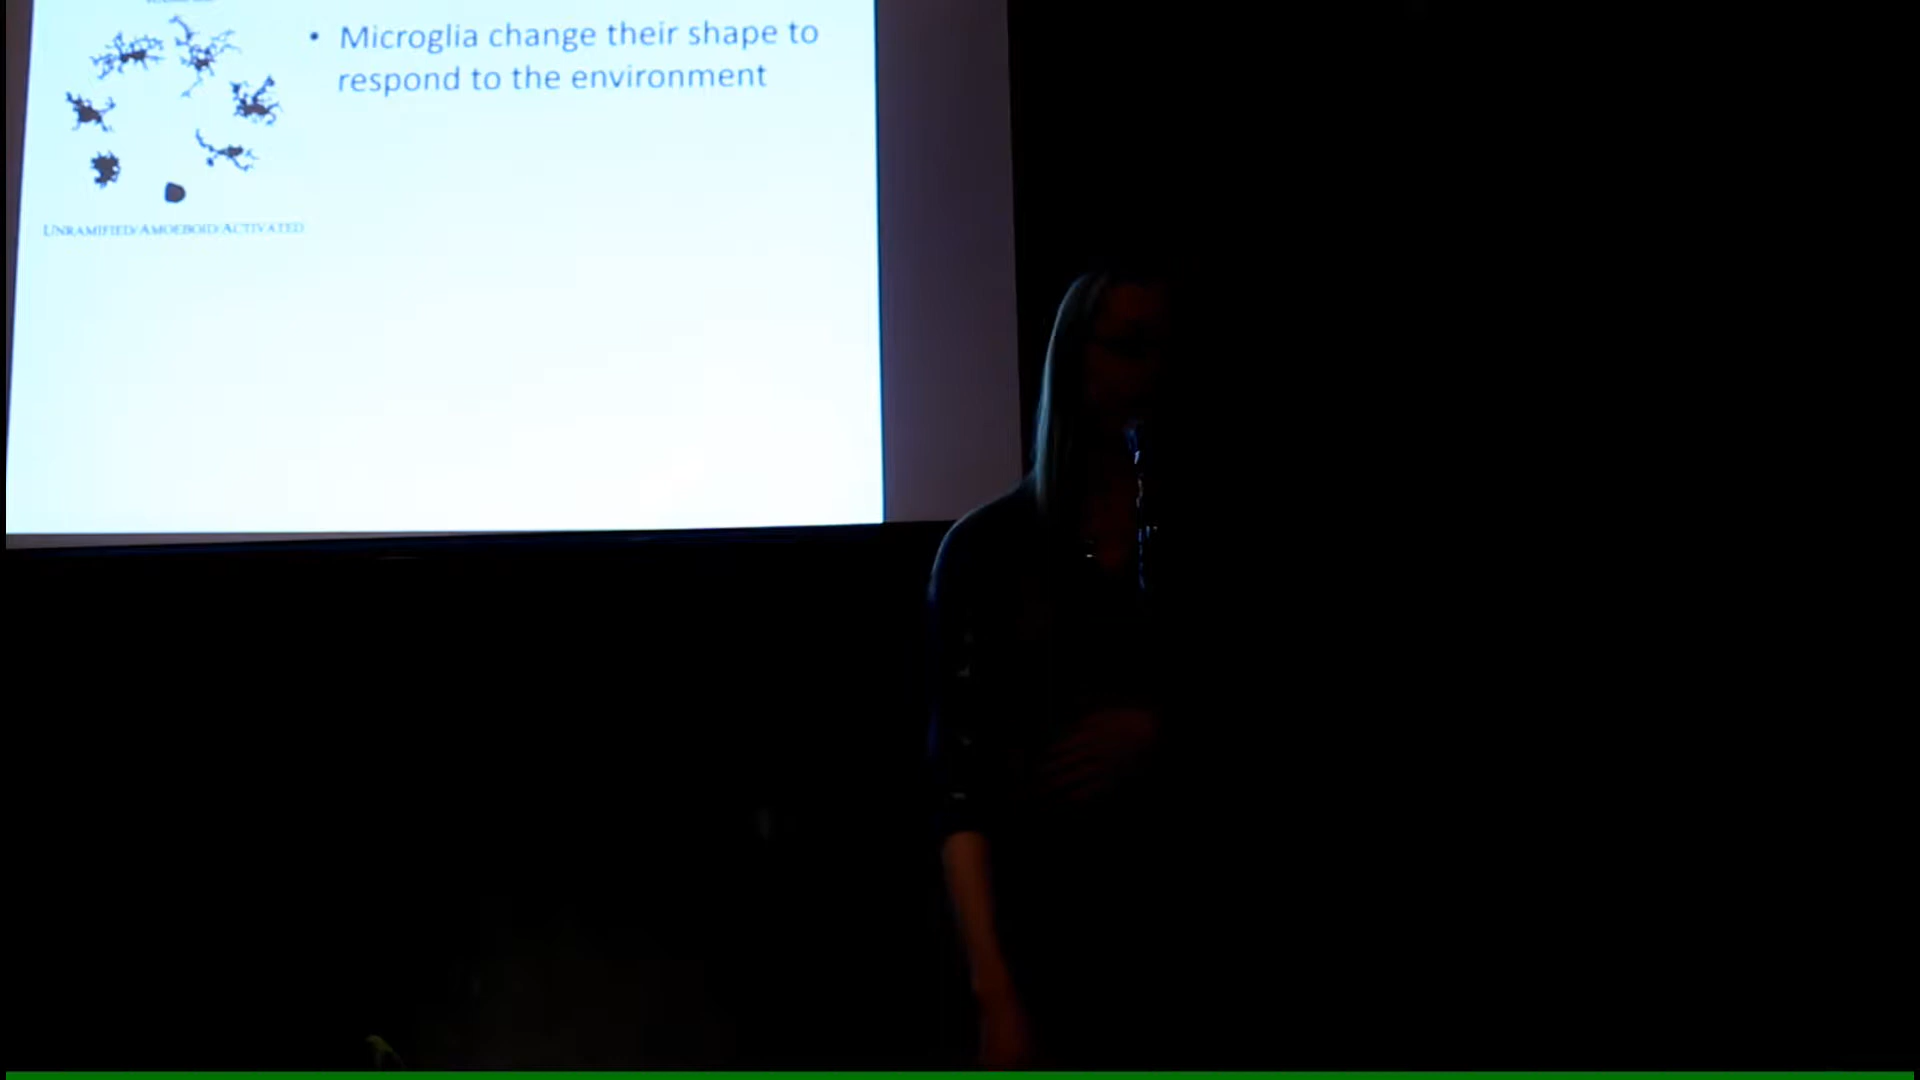 • Microglia change their shape to
respond to the environment
UNRAMIFIED/AMOEBOID/ACTIVATED